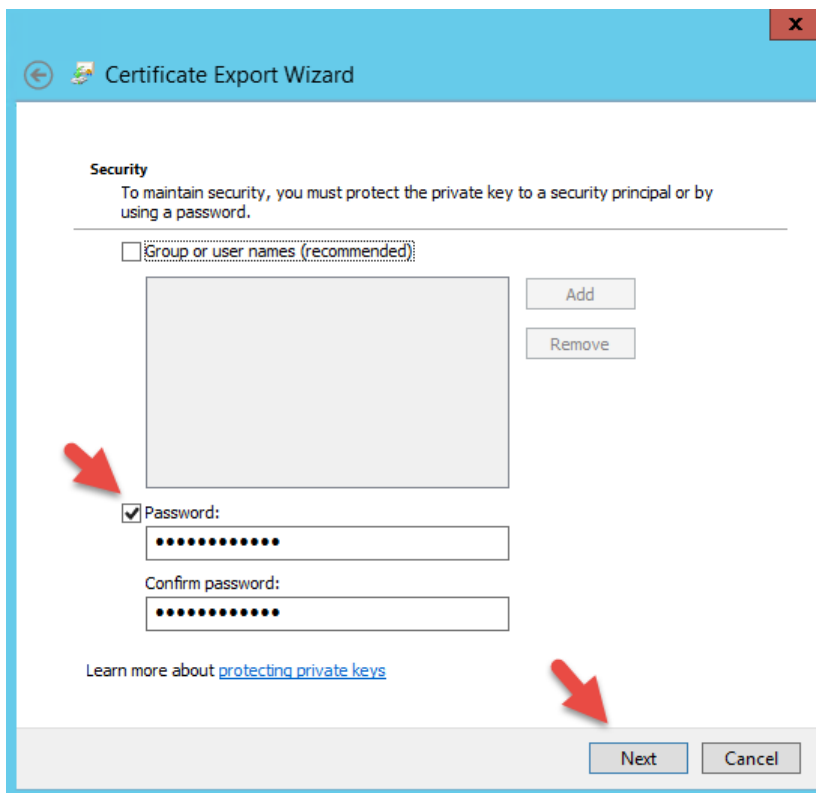 x
Certificate Export Wizard
Security
To maintain security, you must protect the private key to a security principal or by
using a password.
Group or user names (recommended)
Add
Remove
Password:
●●●●●●●●●●●●
Confirm password:
●●●●●●●●●●●●
Learn more about protecting private keys
Next
Cancel